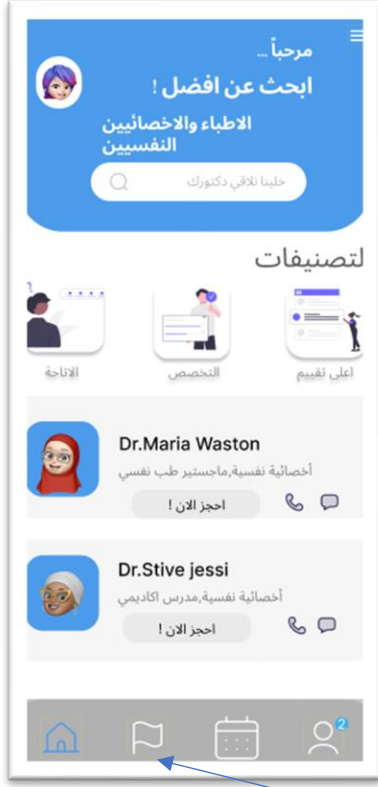 مرحباً ...
ابحث عن افضل !
الاطباء والاخصائيين
النفسيين
خلينا نلاقي دكتورك
لتصنيفات
اعلى تقييم
التخصص
الاتاحة
Dr.Maria Waston
أخصائية نفسية,ماجستير طب نفسي
احجز الان !
Dr.Stive jessi
أخصائية نفسية,مدرس اكاديمي
احجز الان !
2